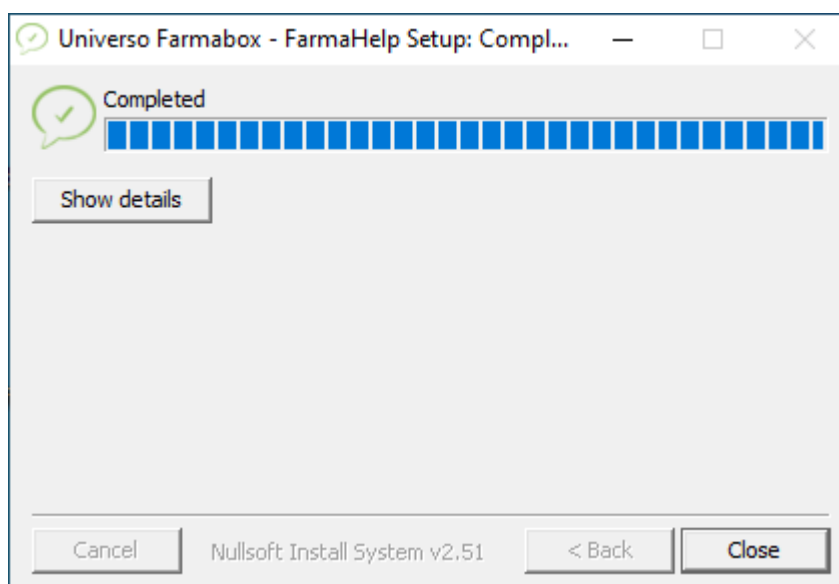 Universo Farmabox - FarmaHelp Setup: Compl...
Completed
Show details
Cancel
Nullsoft Install System v2.51
< Back
Close